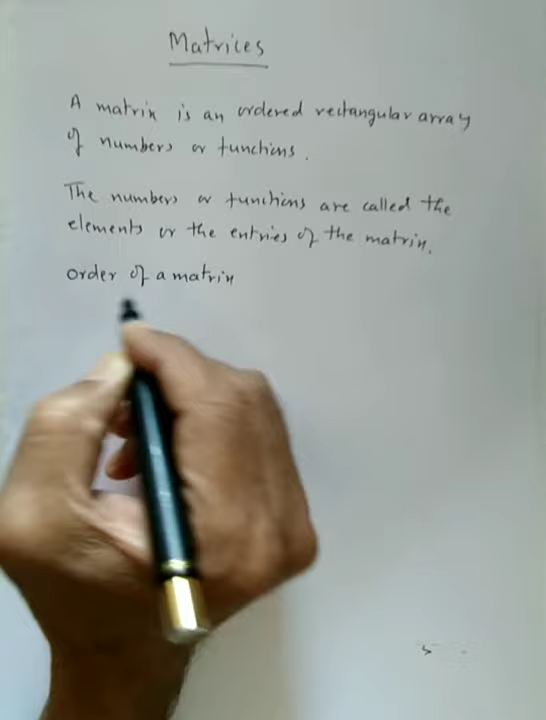 Matrices
A matrix is an ordered rectangular array
of numbers or functions.
The numbers or functions are called the
elements or the entries of the matrix.
Order of a matrix